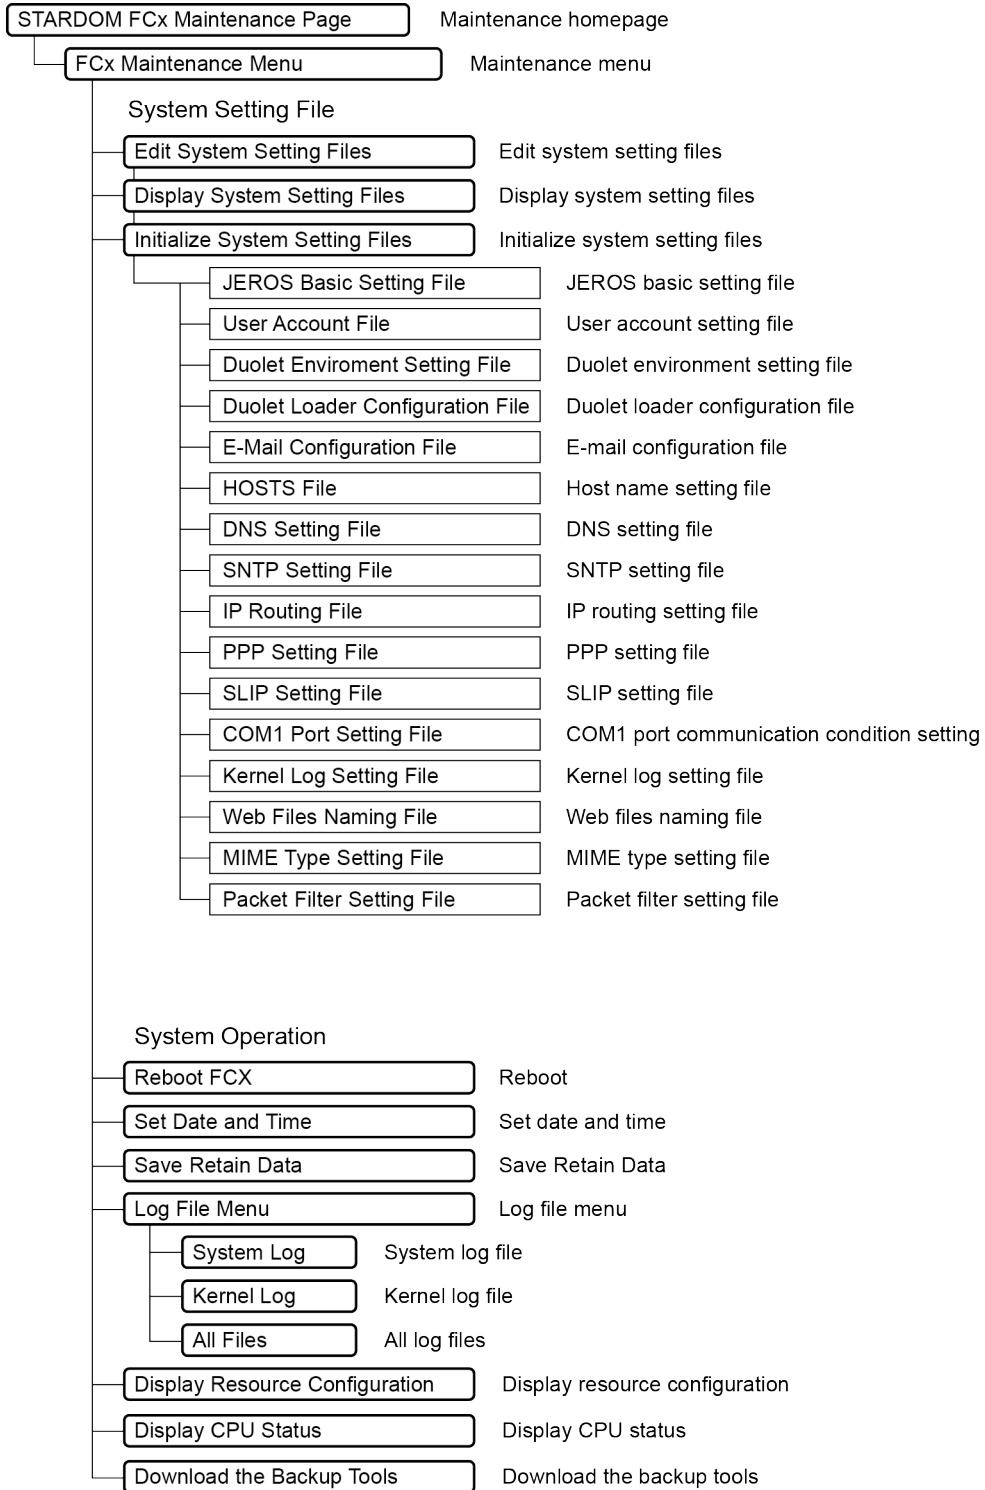 STARDOM FCx Maintenance Page Maintenance homepage
FCx Maintenance Menu Maintenance menu
System Setting File
Edit System Setting Files Edit system setting files
Display System Setting Files Display system setting files
Initialize System Setting Files Initialize system setting files
JEROS Basic Setting File JEROS basic setting file
User Account File User account setting file
Duolet Enviroment Setting File Duolet environment setting file
Duolet Loader Configuration File Duolet loader configuration file
E-Mail Configuration File E-mail configuration file
HOSTS File Host name setting file
DNS Setting File DNS setting file
SNTP Setting File SNTP setting file
IP Routing File IP routing setting file
PPP Setting File PPP setting file
SLIP Setting File SLIP setting file
COM1 Port Setting File COM1 port communication condition setting
Kernel Log Setting File Kernel log setting file
Web Files Naming File Web files naming file
MIME Type Setting File MIME type setting file
Packet Filter Setting File Packet filter setting file
System Operation
Reboot FCX Reboot
Set Date and Time Set date and time
Save Retain Data Save Retain Data
Log File Menu Log file menu
System Log System log file
Kernel Log Kernel log file
All Files All log files
Display Resource Configuration Display resource configuration
Display CPU Status Display CPU status
Download the Backup Tools Download the backup tools